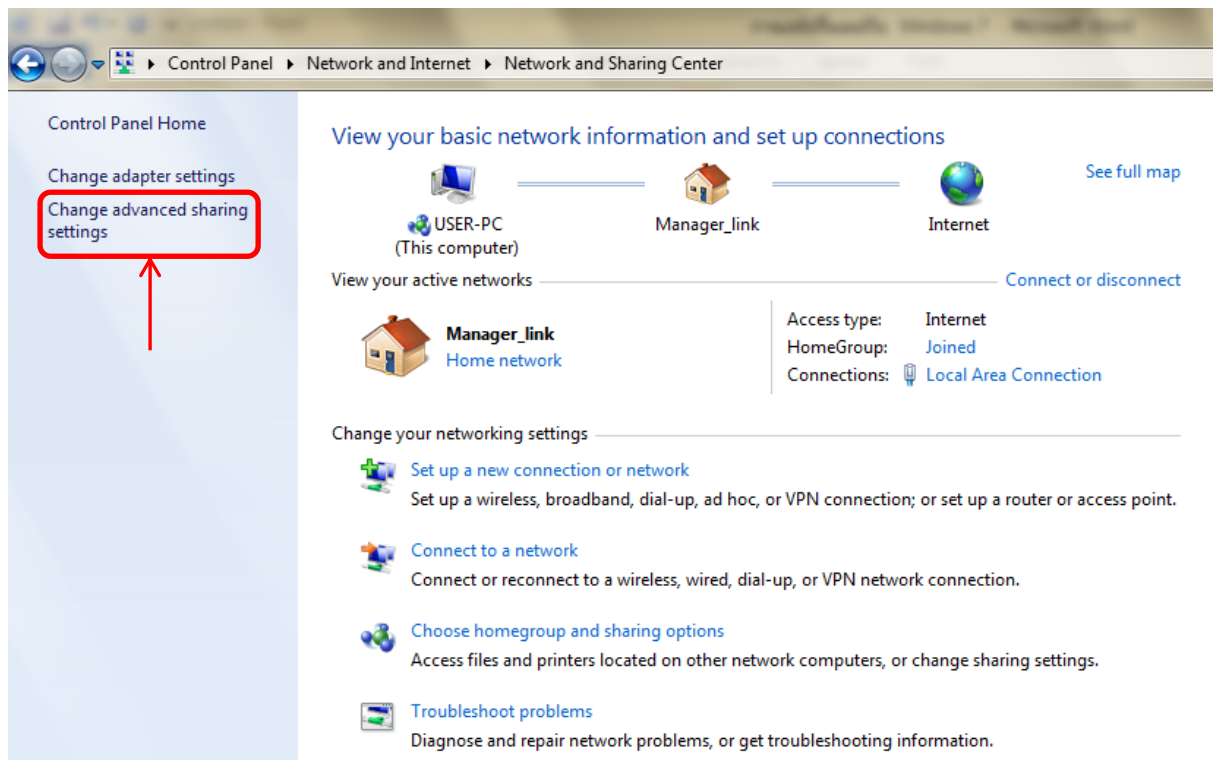 Control Panel ▸ Network and Internet ▸ Network and Sharing Center
Control Panel Home
Change adapter settings
Change advanced sharing
settings
View your basic network information and set up connections
See full map
USER-PC
(This computer)
Manager_link
Internet
View your active networks
Connect or disconnect
Manager_link
Home network
Access type: Internet
HomeGroup: Joined
Connections: Local Area Connection
Change your networking settings
Set up a new connection or network
Set up a wireless, broadband, dial-up, ad hoc, or VPN connection; or set up a router or access point.
Connect to a network
Connect or reconnect to a wireless, wired, dial-up, or VPN network connection.
Choose homegroup and sharing options
Access files and printers located on other network computers, or change sharing settings.
Troubleshoot problems
Diagnose and repair network problems, or get troubleshooting information.